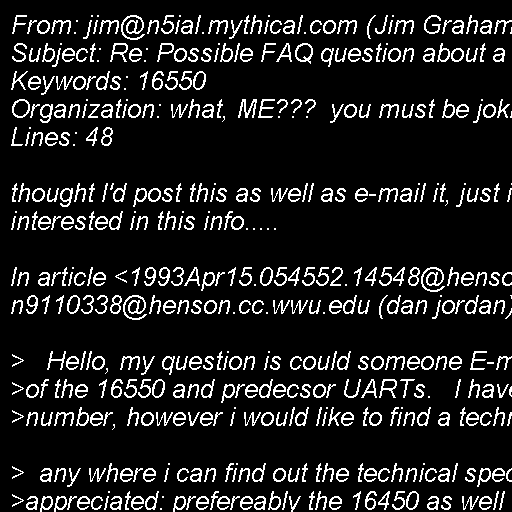 From: jim@n5ial.mythical.com (Jim Graham
Subject: Re: Possible FAQ question about a
Keywords: 16550
Organization: what, ME???  you must be jok
Lines: 48

thought I'd post this as well as e-mail it, just i
interested in this info.....

In article <1993Apr15.054552.14548@henso
n9110338@henson.cc.wwu.edu (dan jordan)

>   Hello, my question is could someone E-m
>of the 16550 and predecsor UARTs.   I have
>number, however i would like to find a techn

>  any where i can find out the technical spec
>appreciated: prefereably the 16450 as well